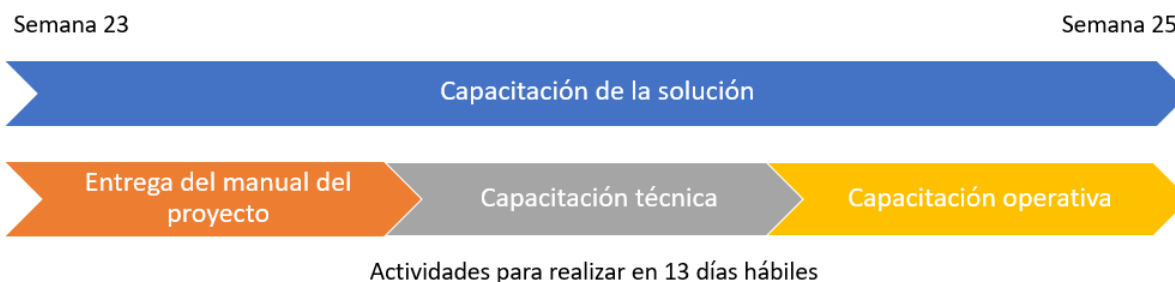 Semana 23
Semana 25
Capacitación de la solución
Entrega del manual del
proyecto
Capacitación técnica
Capacitación operativa
Actividades para realizar en 13 días hábiles